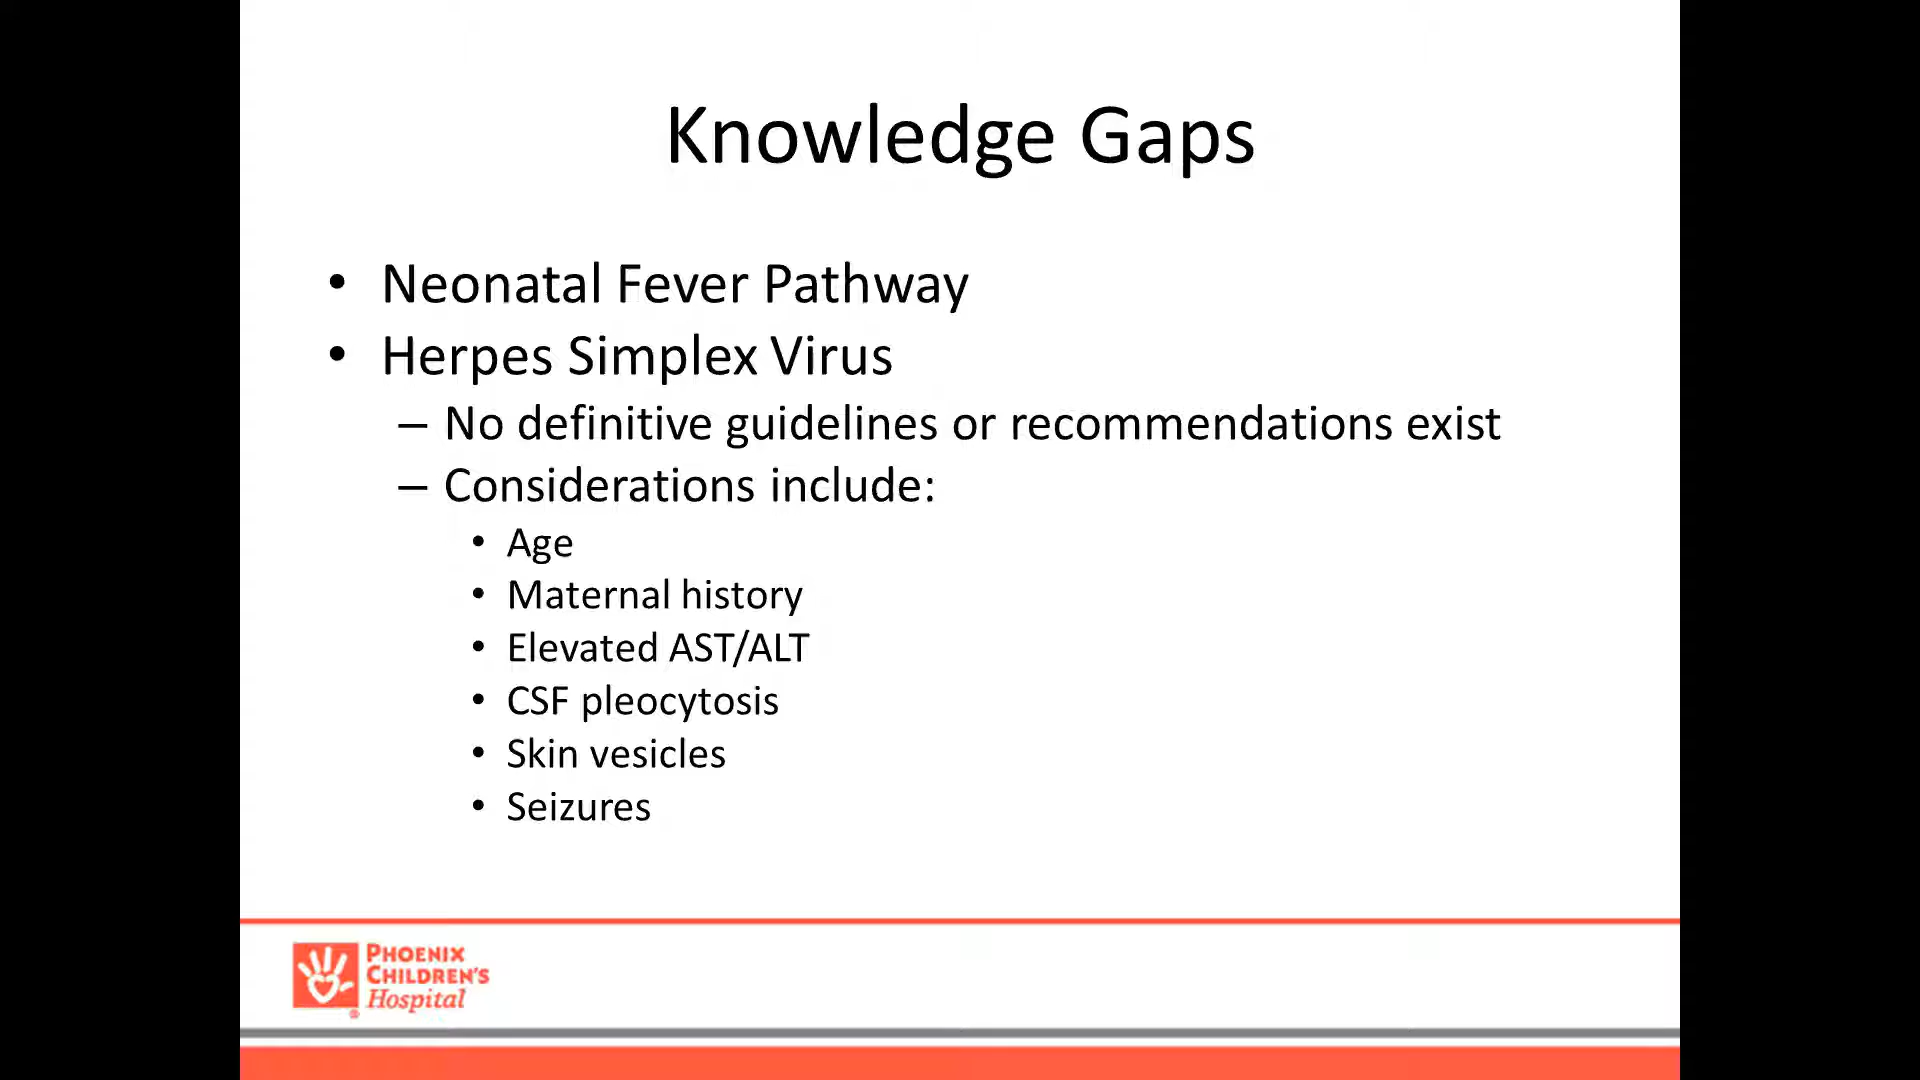 Knowledge Gaps
• Neonatal Fever Pathway
• Herpes Simplex Virus
– No definitive guidelines or recommendations exist
– Considerations include:
• Age
• Maternal history
• Elevated AST/ALT
• CSF pleocytosis
• Skin vesicles
• Seizures
PHOENIX
CHILDREN'S
Hospital
®